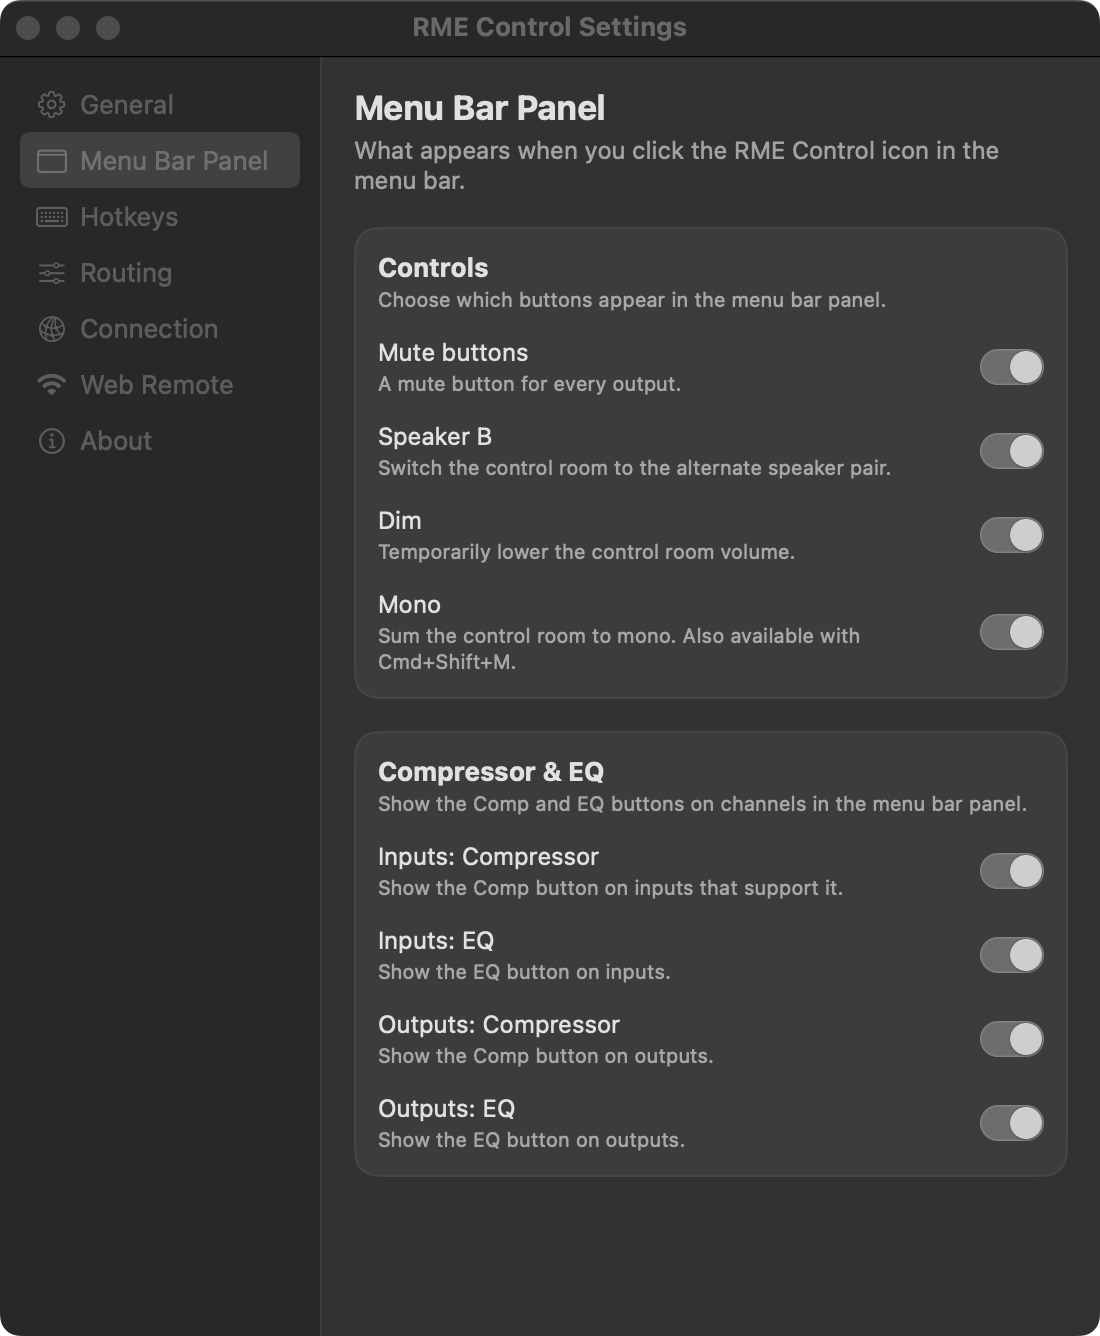 RME Control Settings
General
Menu Bar Panel
Hotkeys
Routing
Connection
Web Remote
About
Menu Bar Panel
What appears when you click the RME Control icon in the
menu bar.
Controls
Choose which buttons appear in the menu bar panel.
Mute buttons
A mute button for every output.
Speaker B
Switch the control room to the alternate speaker pair.
Dim
Temporarily lower the control room volume.
Mono
Sum the control room to mono. Also available with
Cmd+Shift+M.
Compressor & EQ
Show the Comp and EQ buttons on channels in the menu bar panel.
Inputs: Compressor
Show the Comp button on inputs that support it.
Inputs: EQ
Show the EQ button on inputs.
Outputs: Compressor
Show the Comp button on outputs.
Outputs: EQ
Show the EQ button on outputs.